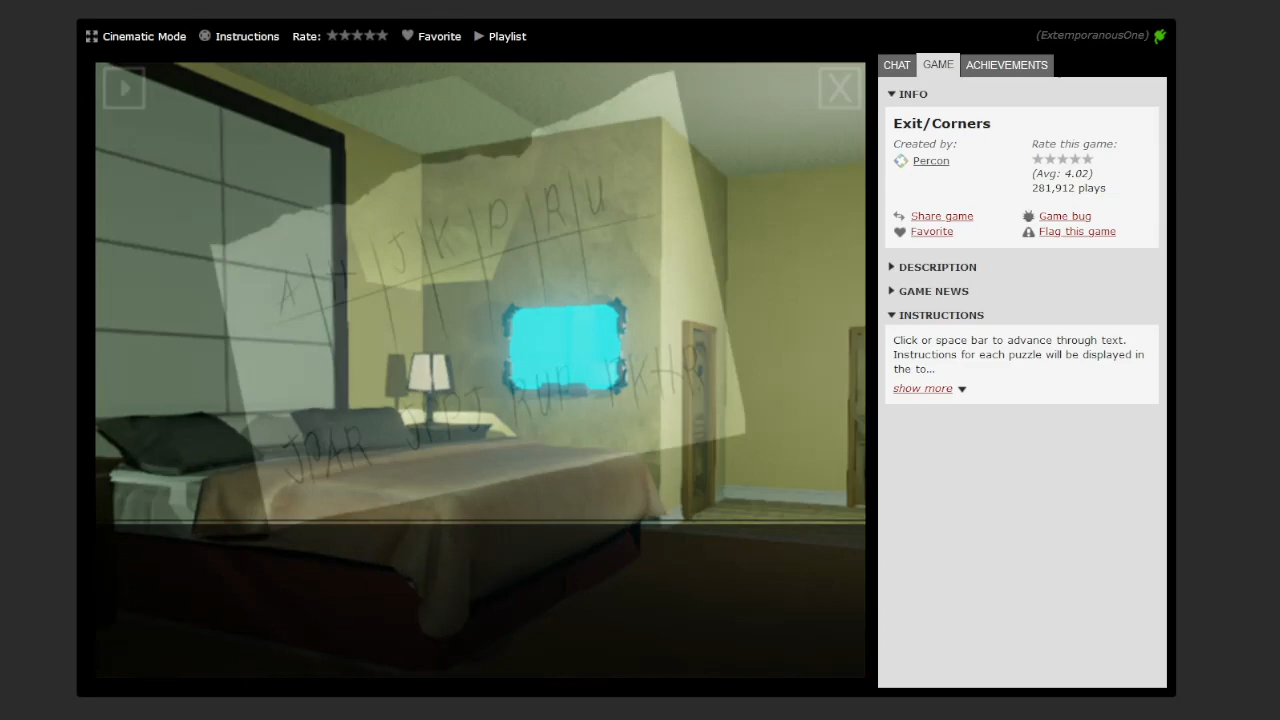 Cinematic Mode Instructions Rate: Favorite Playlist
(ExtemporanousOne)
CHAT GAME ACHIEVEMENTS
INFO
Exit/Corners
Created by:
Percon
Rate this game:
(Avg: 4.02)
281,912 plays
Share game
Game bug
Favorite
Flag this game
DESCRIPTION
GAME NEWS
INSTRUCTIONS
Click or space bar to advance through text.
Instructions for each puzzle will be displayed in
the to...
show more
X
J|K|P|R|U
JPAR